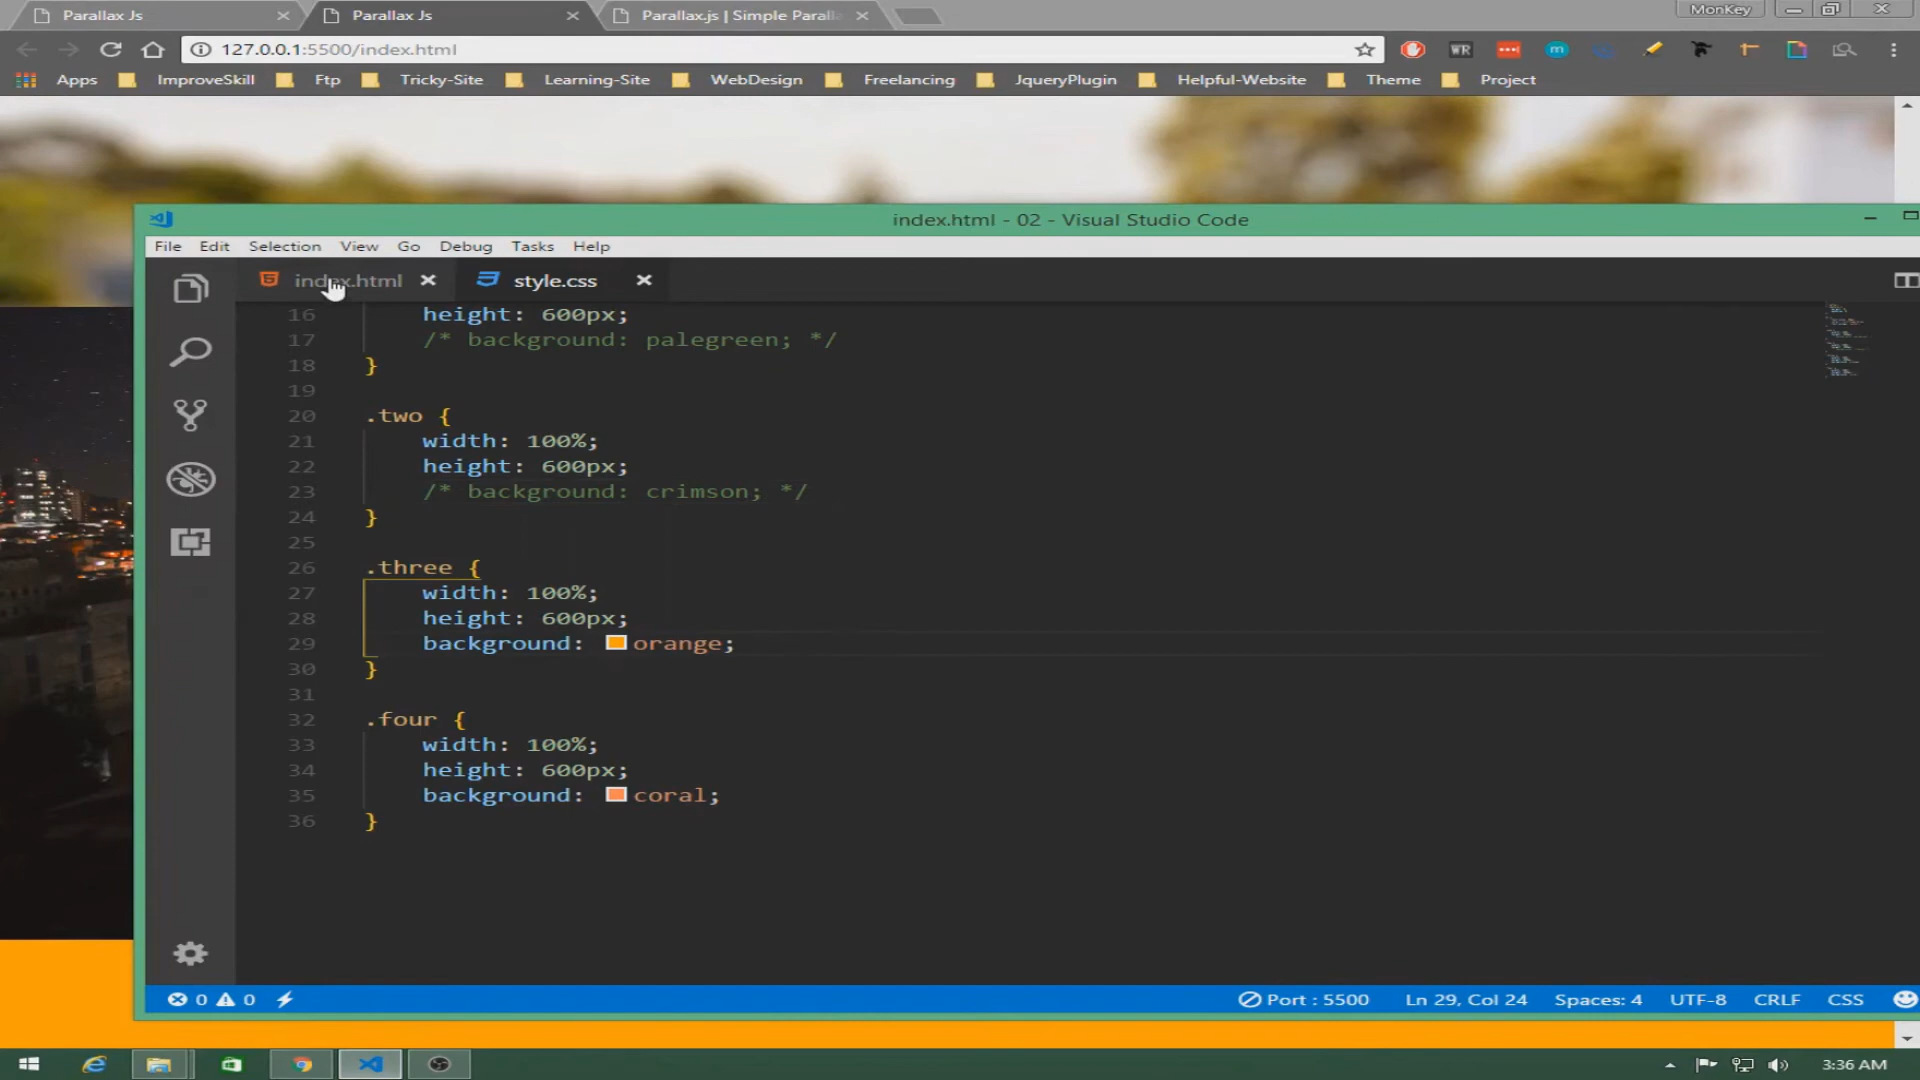 Parallax Js
Parallax Js
Parallax.js | Simple Paralla
MonKey
127.0.0.1:5500/index.html
WR
m
Apps
ImproveSkill
Ftp
Tricky-Site
Learning-Site
WebDesign
Freelancing
JqueryPlugin
Helpful-Website
Theme
Project
index.html - 02 - Visual Studio Code
File Edit Selection View Go Debug Tasks Help
index.html
style.css
16 height: 600px;
17 /* background: palegreen; */
18 }
19
20 .two {
21 width: 100%;
22 height: 600px;
23 /* background: crimson; */
24 }
25
26 .three {
27 width: 100%;
28 height: 600px;
29 background: orange;
30 }
31
32 .four {
33 width: 100%;
34 height: 600px;
35 background: coral;
36 }
0 0
Port : 5500
Ln 29, Col 24
Spaces: 4
UTF-8
CRLF
CSS
3:36 AM